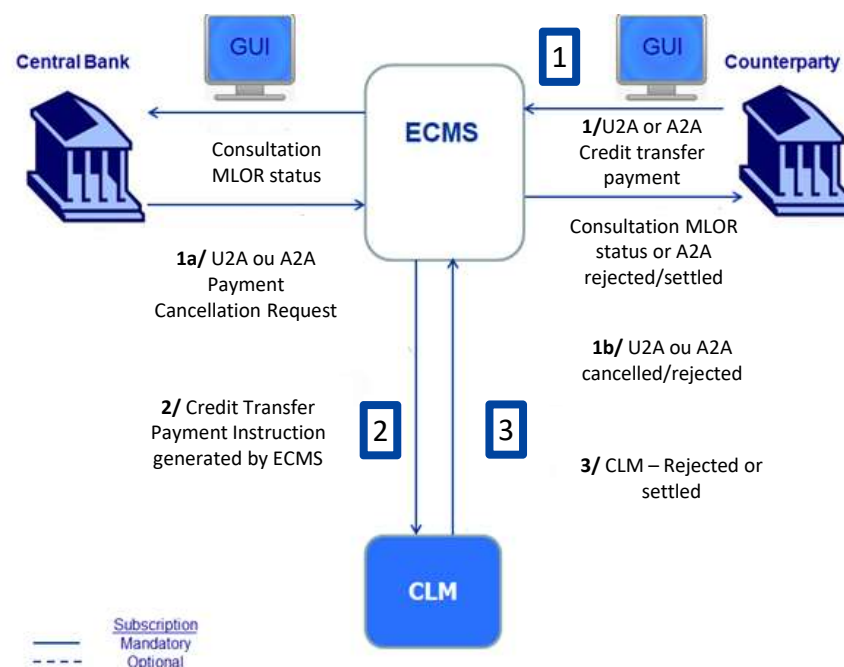 GUI
GUI
1
Central Bank
Counterparty
ECMS
1/U2A or A2A
Credit transfer
payment
Consultation
MLOR status
Consultation MLOR
status or A2A
rejected/settled
1a/ U2A ou A2A
Payment
Cancellation Request
1b/ U2A ou A2A
cancelled/rejected
2/ Credit Transfer
Payment Instruction
generated by ECMS
2
3
3/ CLM – Rejected or
settled
CLM
Subscription
Mandatory
Optional